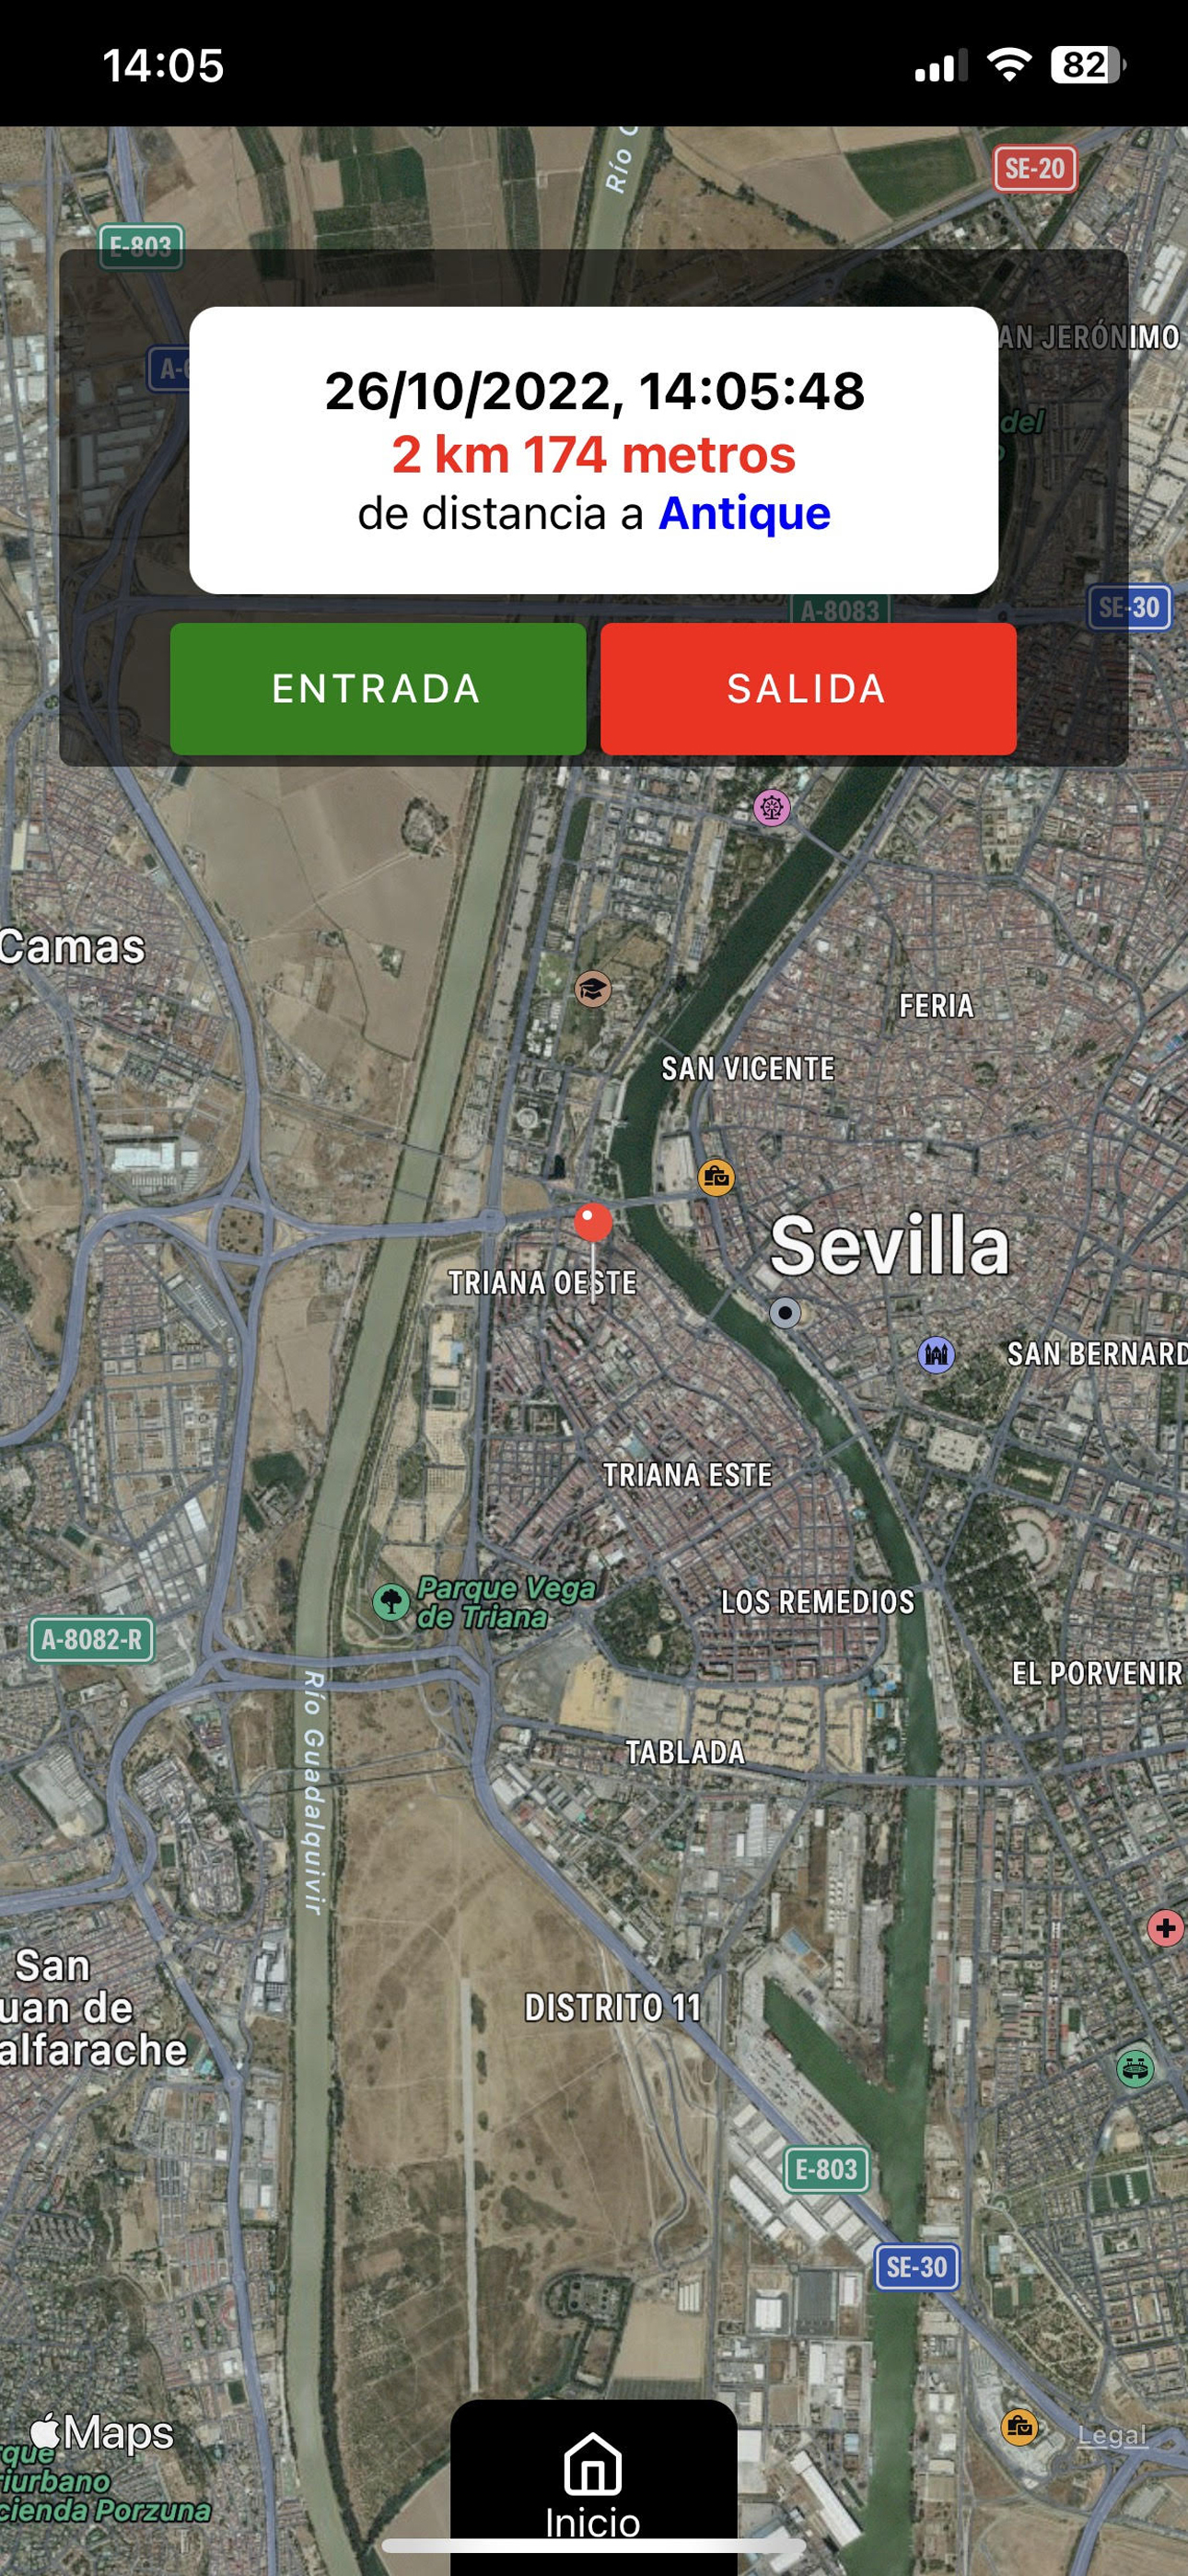 14:05
82
Río
SE-20
E-803
AN JERÓNIMO
26/10/2022, 14:05:48
2 km 174 metros
de distancia a Antique
del
A-8083
SE-30
ENTRADA
SALIDA
Camas
FERIA
SAN VICENTE
Sevilla
TRIANA OESTE
SAN BERNARD
TRIANA ESTE
Parque Vega
de Triana
LOS REMEDIOS
A-8082-R
EL PORVENIR
Río Guadalquivir
TABLADA
San
uan de
alfarache
DISTRITO 11
E-803
SE-30
Maps
Legal
que
riurbano
cienda Porzuna
Inicio